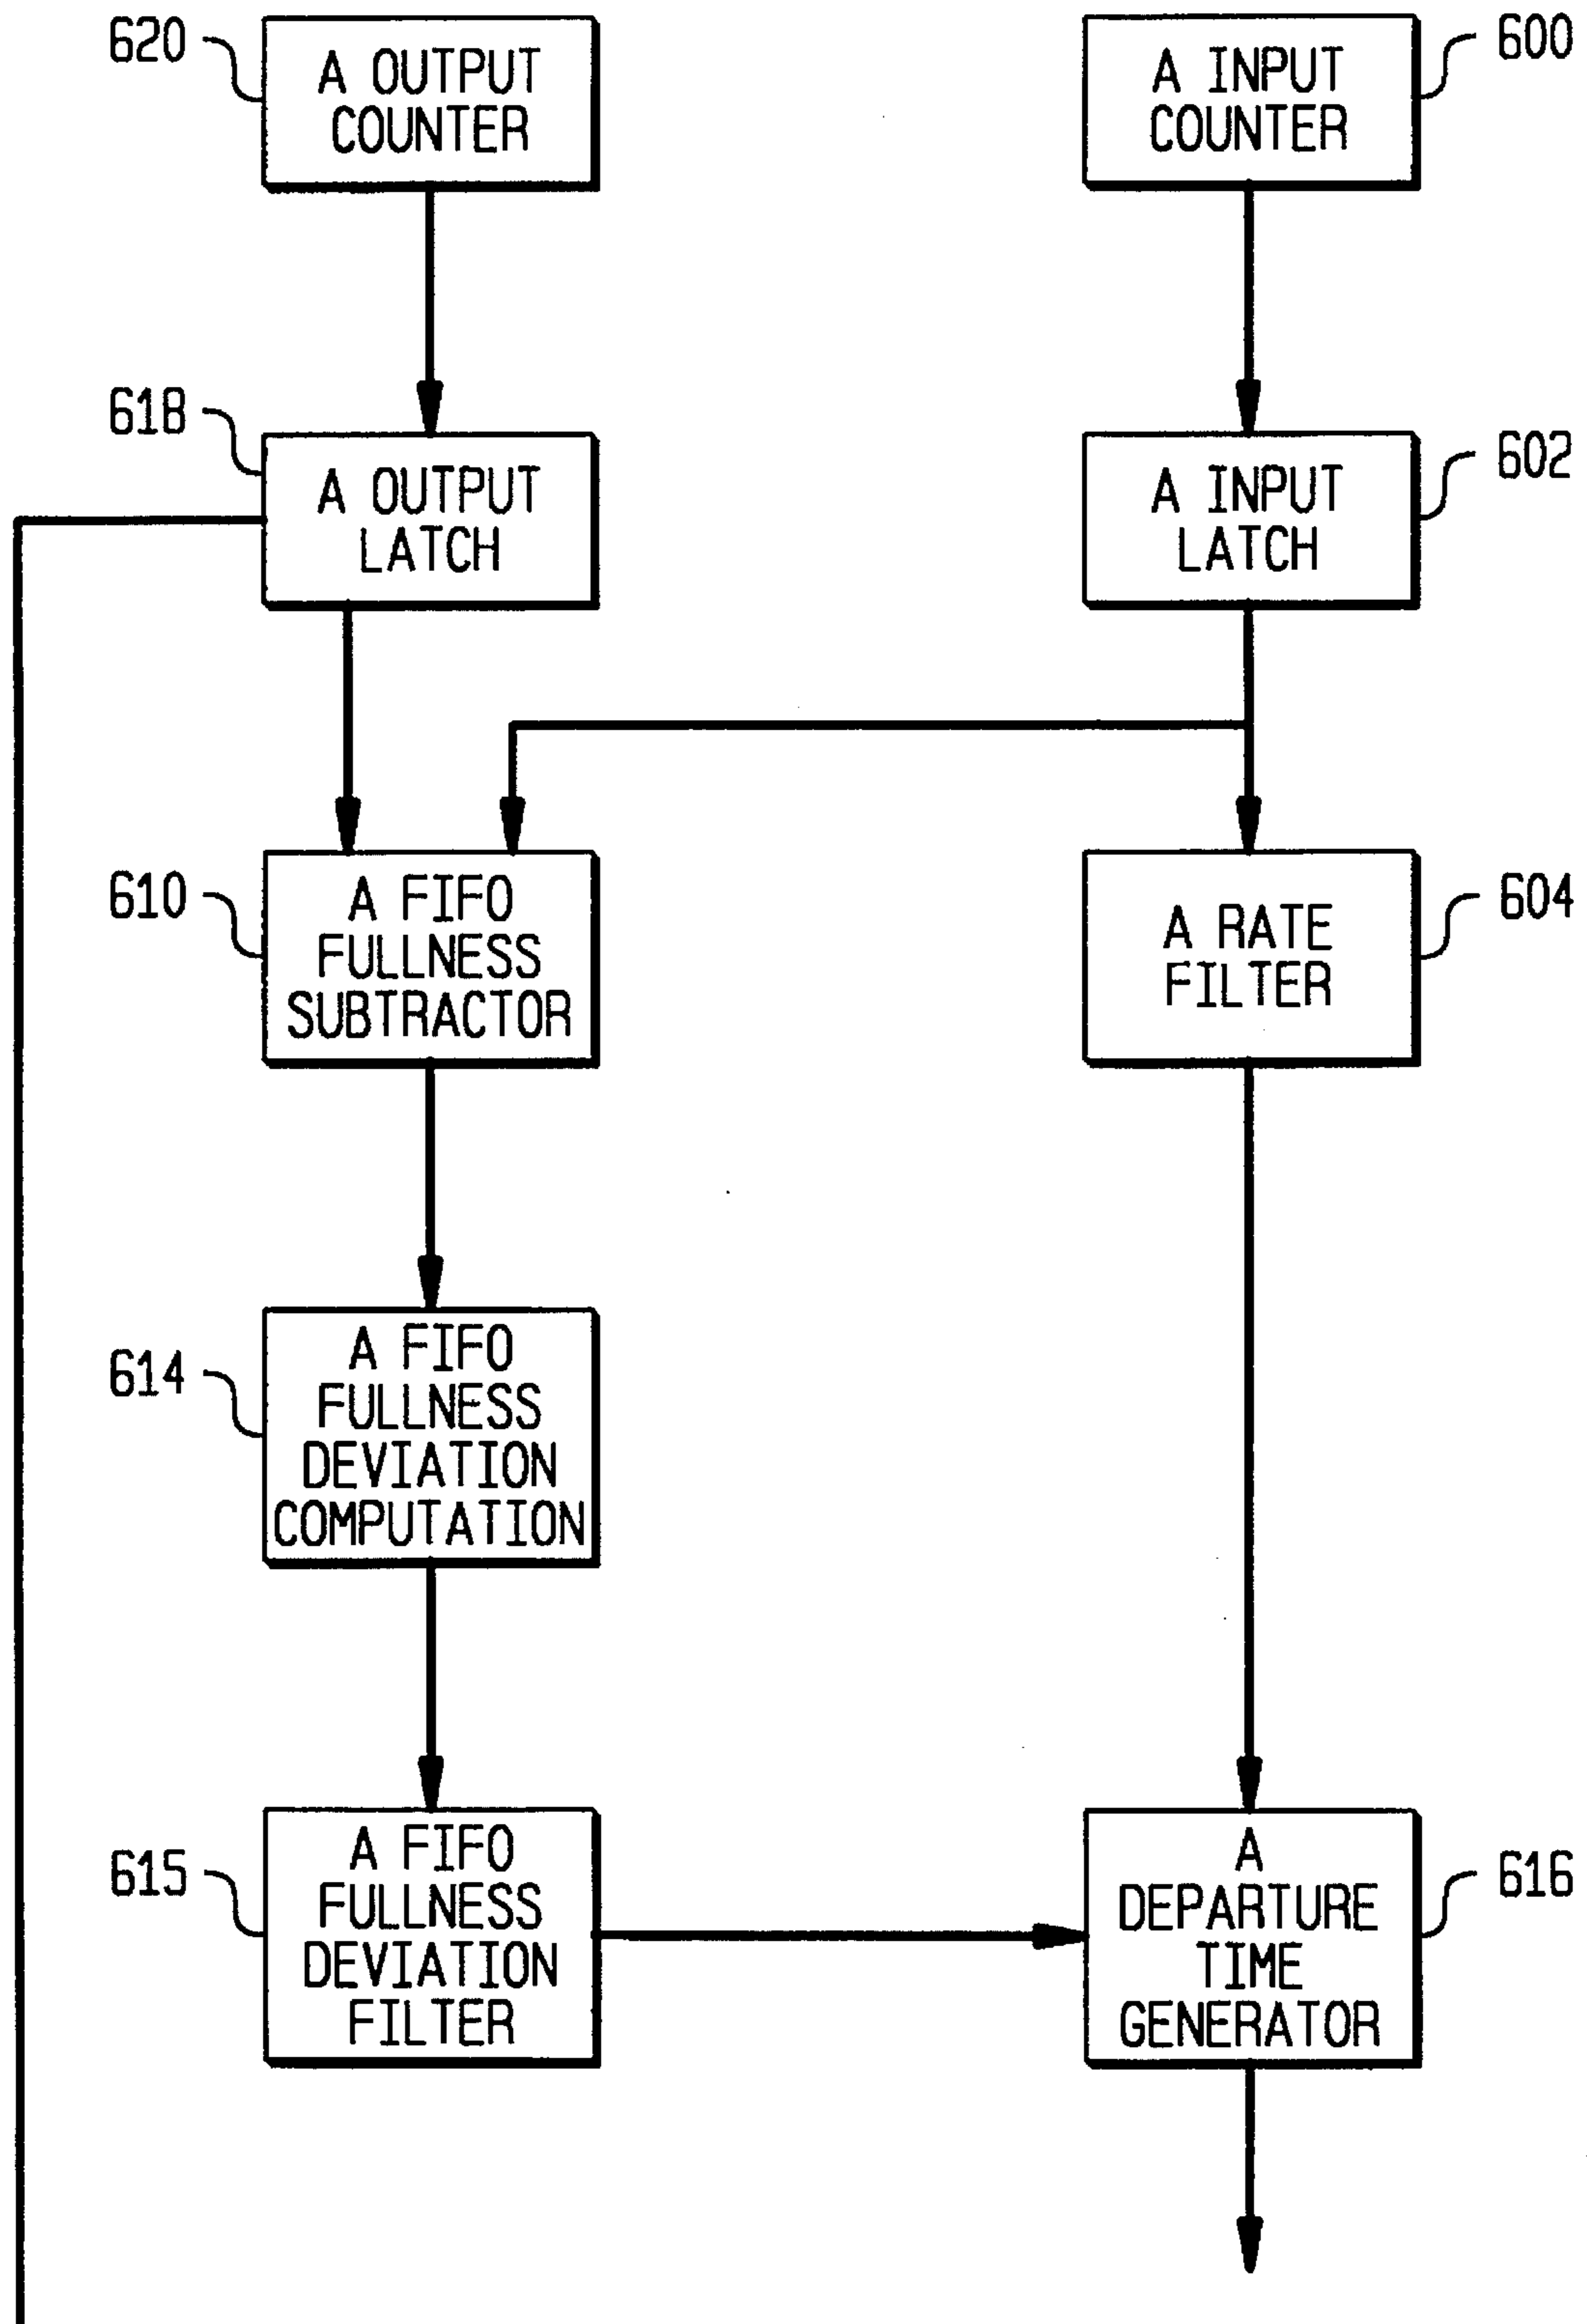 620
A OUTPUT
COUNTER
A INPUT
COUNTER
600
618
A OUTPUT
LATCH
A INPUT
LATCH
602
610
A FIFO
FULLNESS
SUBTRACTOR
A RATE
FILTER
604
614
A FIFO
FULLNESS
DEVIATION
COMPUTATION
615
A FIFO
FULLNESS
DEVIATION
FILTER
A
DEPARTURE
TIME
GENERATOR
616